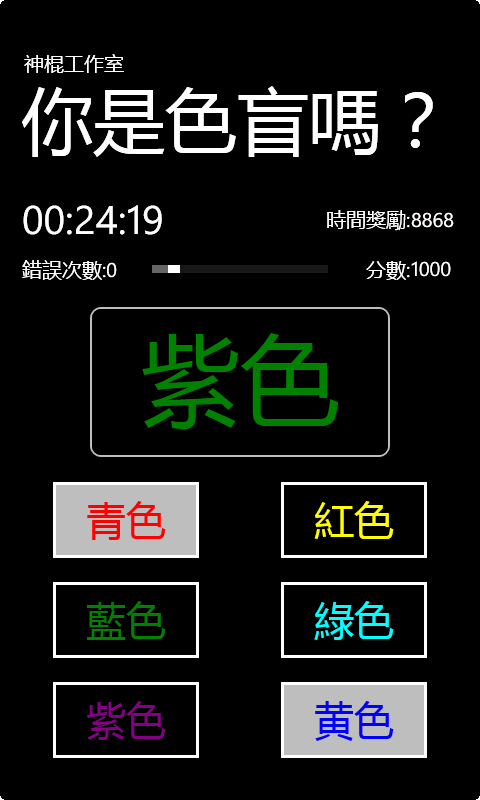 神棍工作室
你是色盲嗎？
00:24:19 時間獎勵:8868
錯誤次數:0 分數:1000
紫色
青色 紅色
藍色 綠色
紫色 黄色